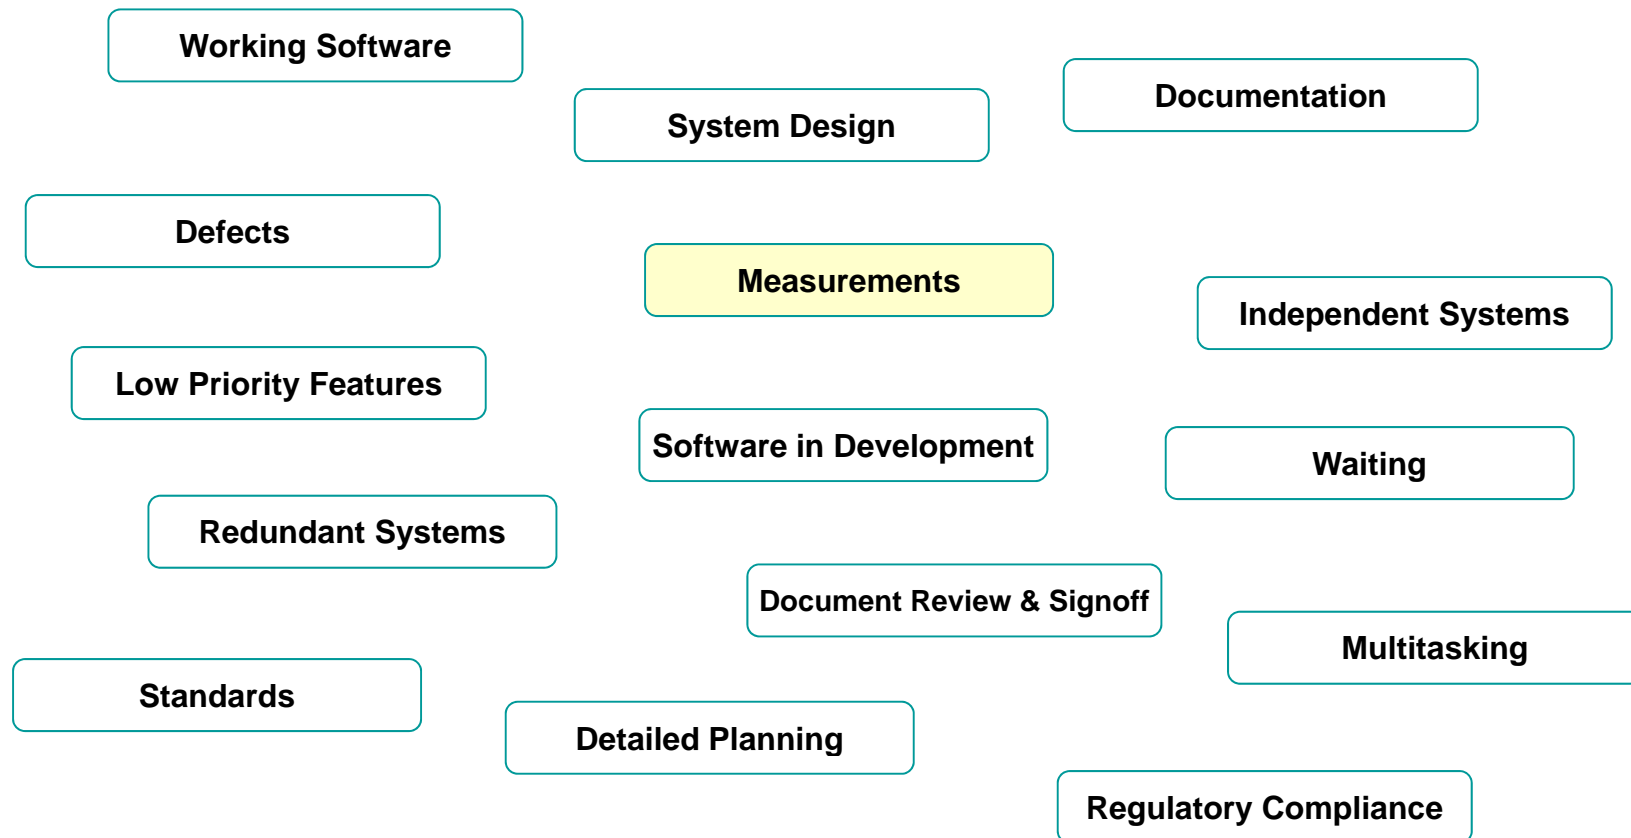 Working Software
Documentation
System Design
Defects
Measurements
Independent Systems
Low Priority Features
Software in Development
Waiting
Redundant Systems
Document Review & Signoff
Multitasking
Standards
Detailed Planning
Regulatory Compliance